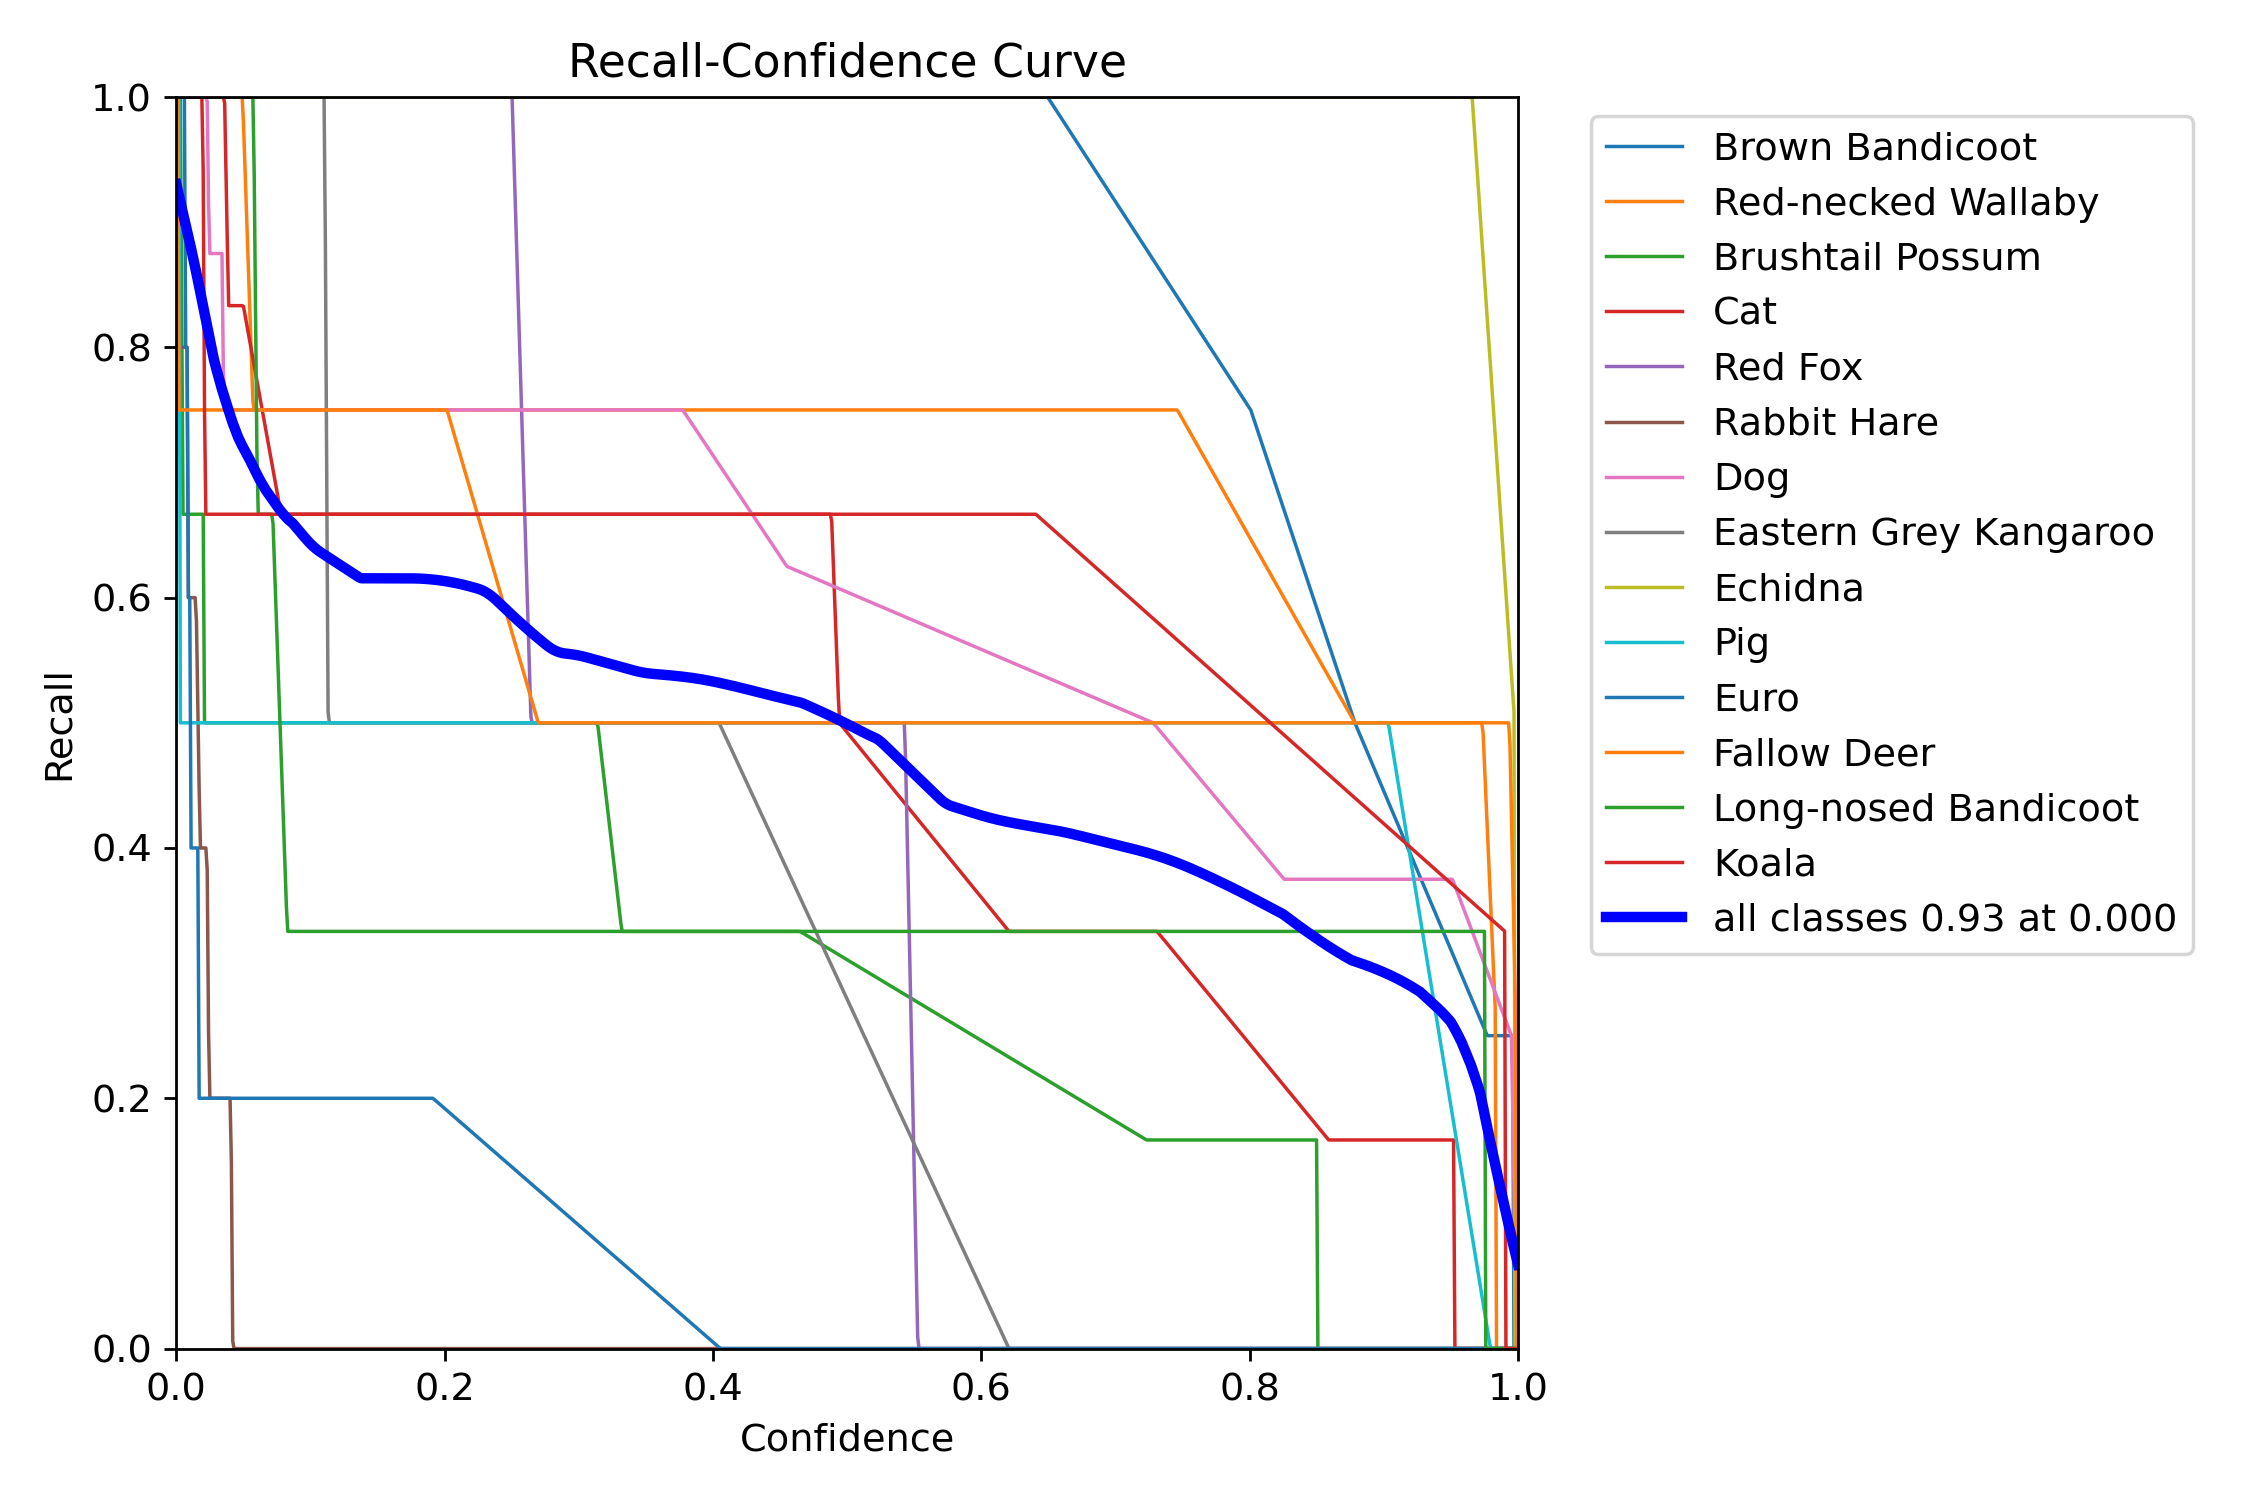 Recall-Confidence Curve
1.0
0.8
0.6
0.4
0.2
0.0
Recall
0.0 0.2 0.4 0.6 0.8 1.0
Confidence
Brown Bandicoot
Red-necked Wallaby
Brushtail Possum
Cat
Red Fox
Rabbit Hare
Dog
Eastern Grey Kangaroo
Echidna
Pig
Euro
Fallow Deer
Long-nosed Bandicoot
Koala
all classes 0.93 at 0.000